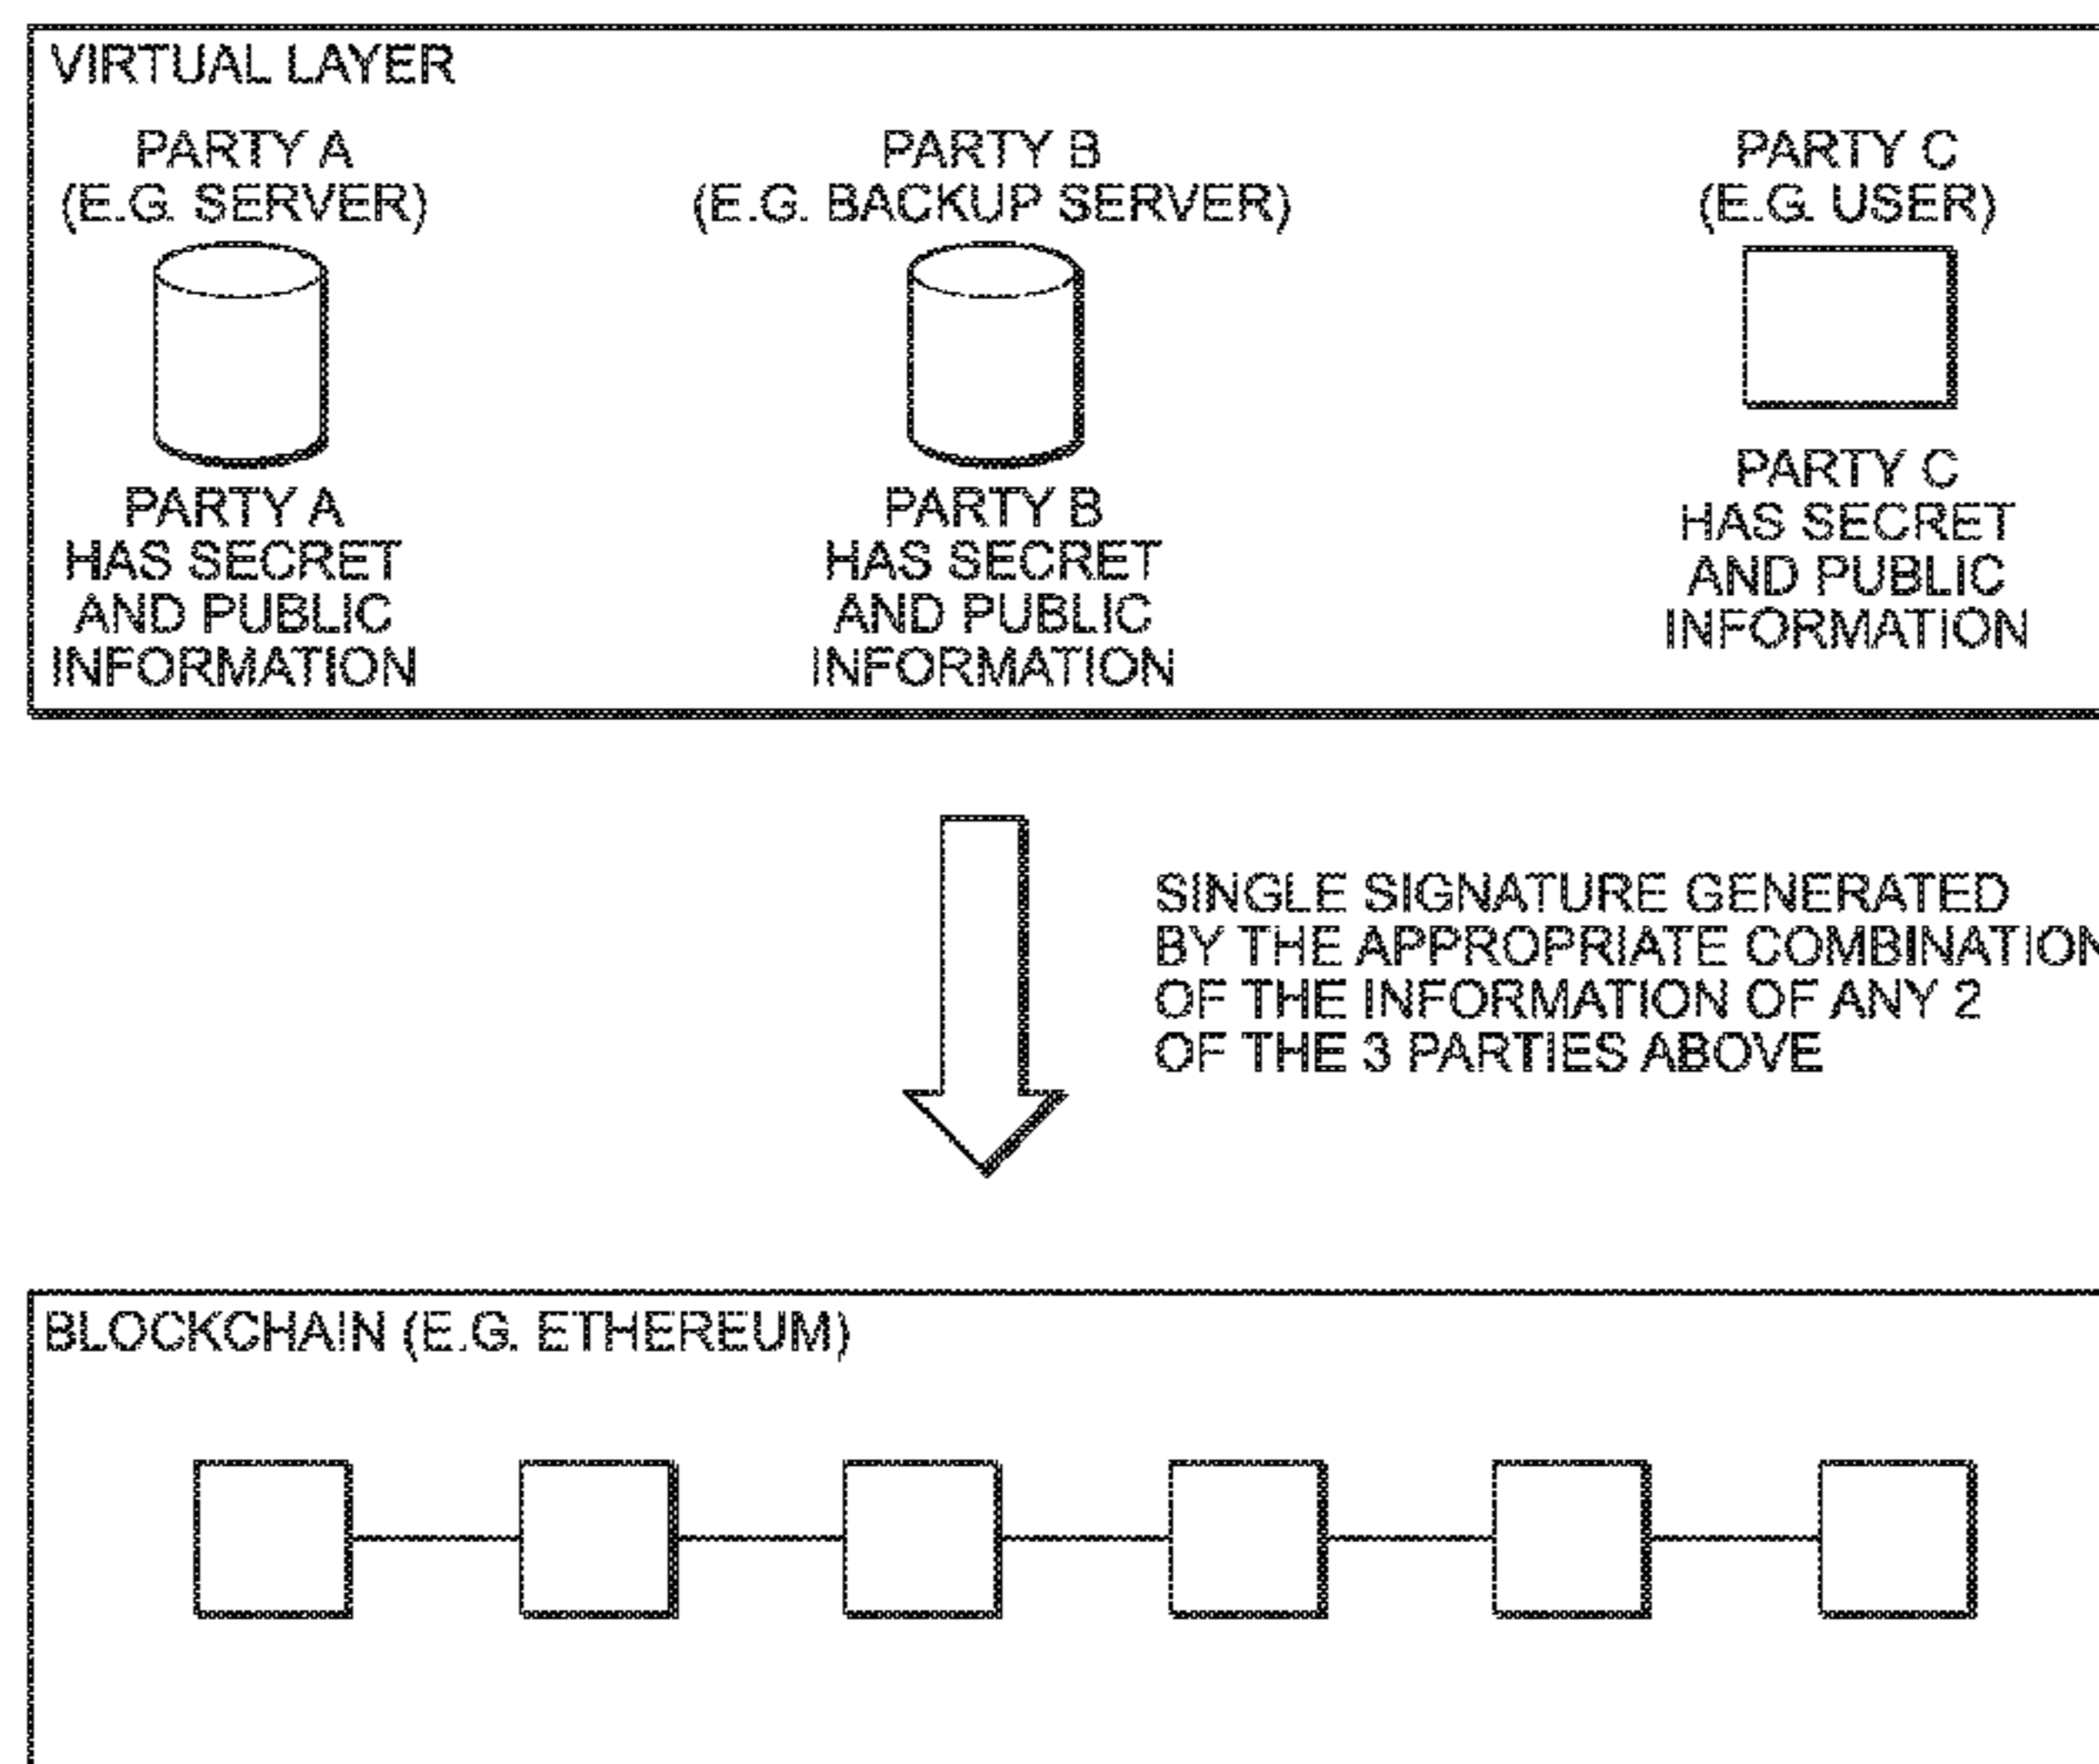 VIRTUAL LAYER
PARTY A
(E.G. SERVER)
PARTY B
(E.G. BACKUP SERVER)
PARTY C
(E.G. USER)
PARTY A
HAS SECRET
AND PUBLIC
INFORMATION
PARTY B
HAS SECRET
AND PUBLIC
INFORMATION
PARTY C
HAS SECRET
AND PUBLIC
INFORMATION
SINGLE SIGNATURE GENERATED
BY THE APPROPRIATE COMBINATION
OF THE INFORMATION OF ANY 2
OF THE 3 PARTIES ABOVE
BLOCKCHAIN (E.G. ETHEREUM)